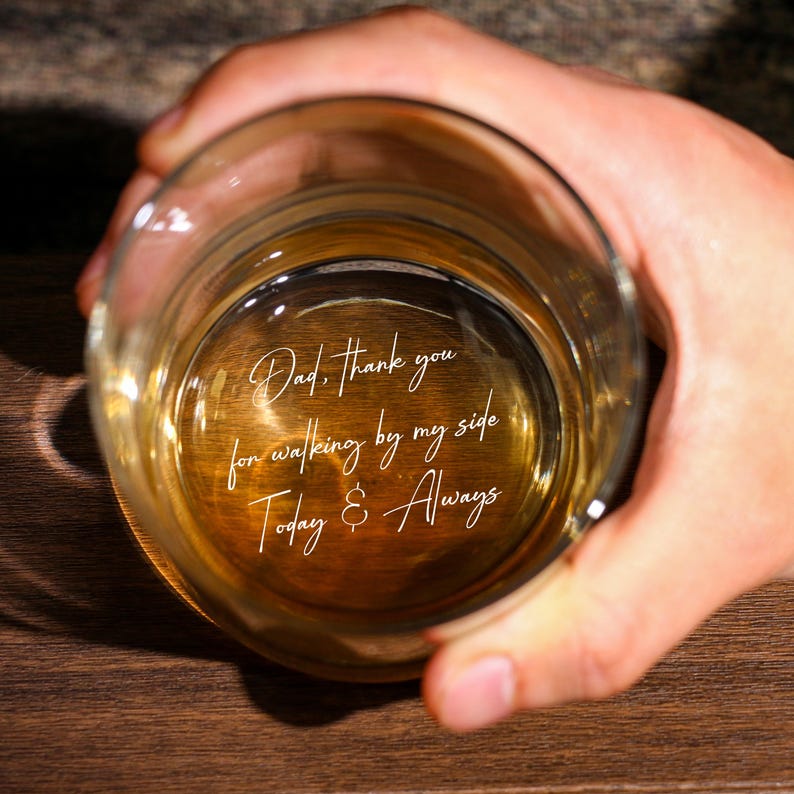 Dad, thank you
for walking by my side
Today & Always